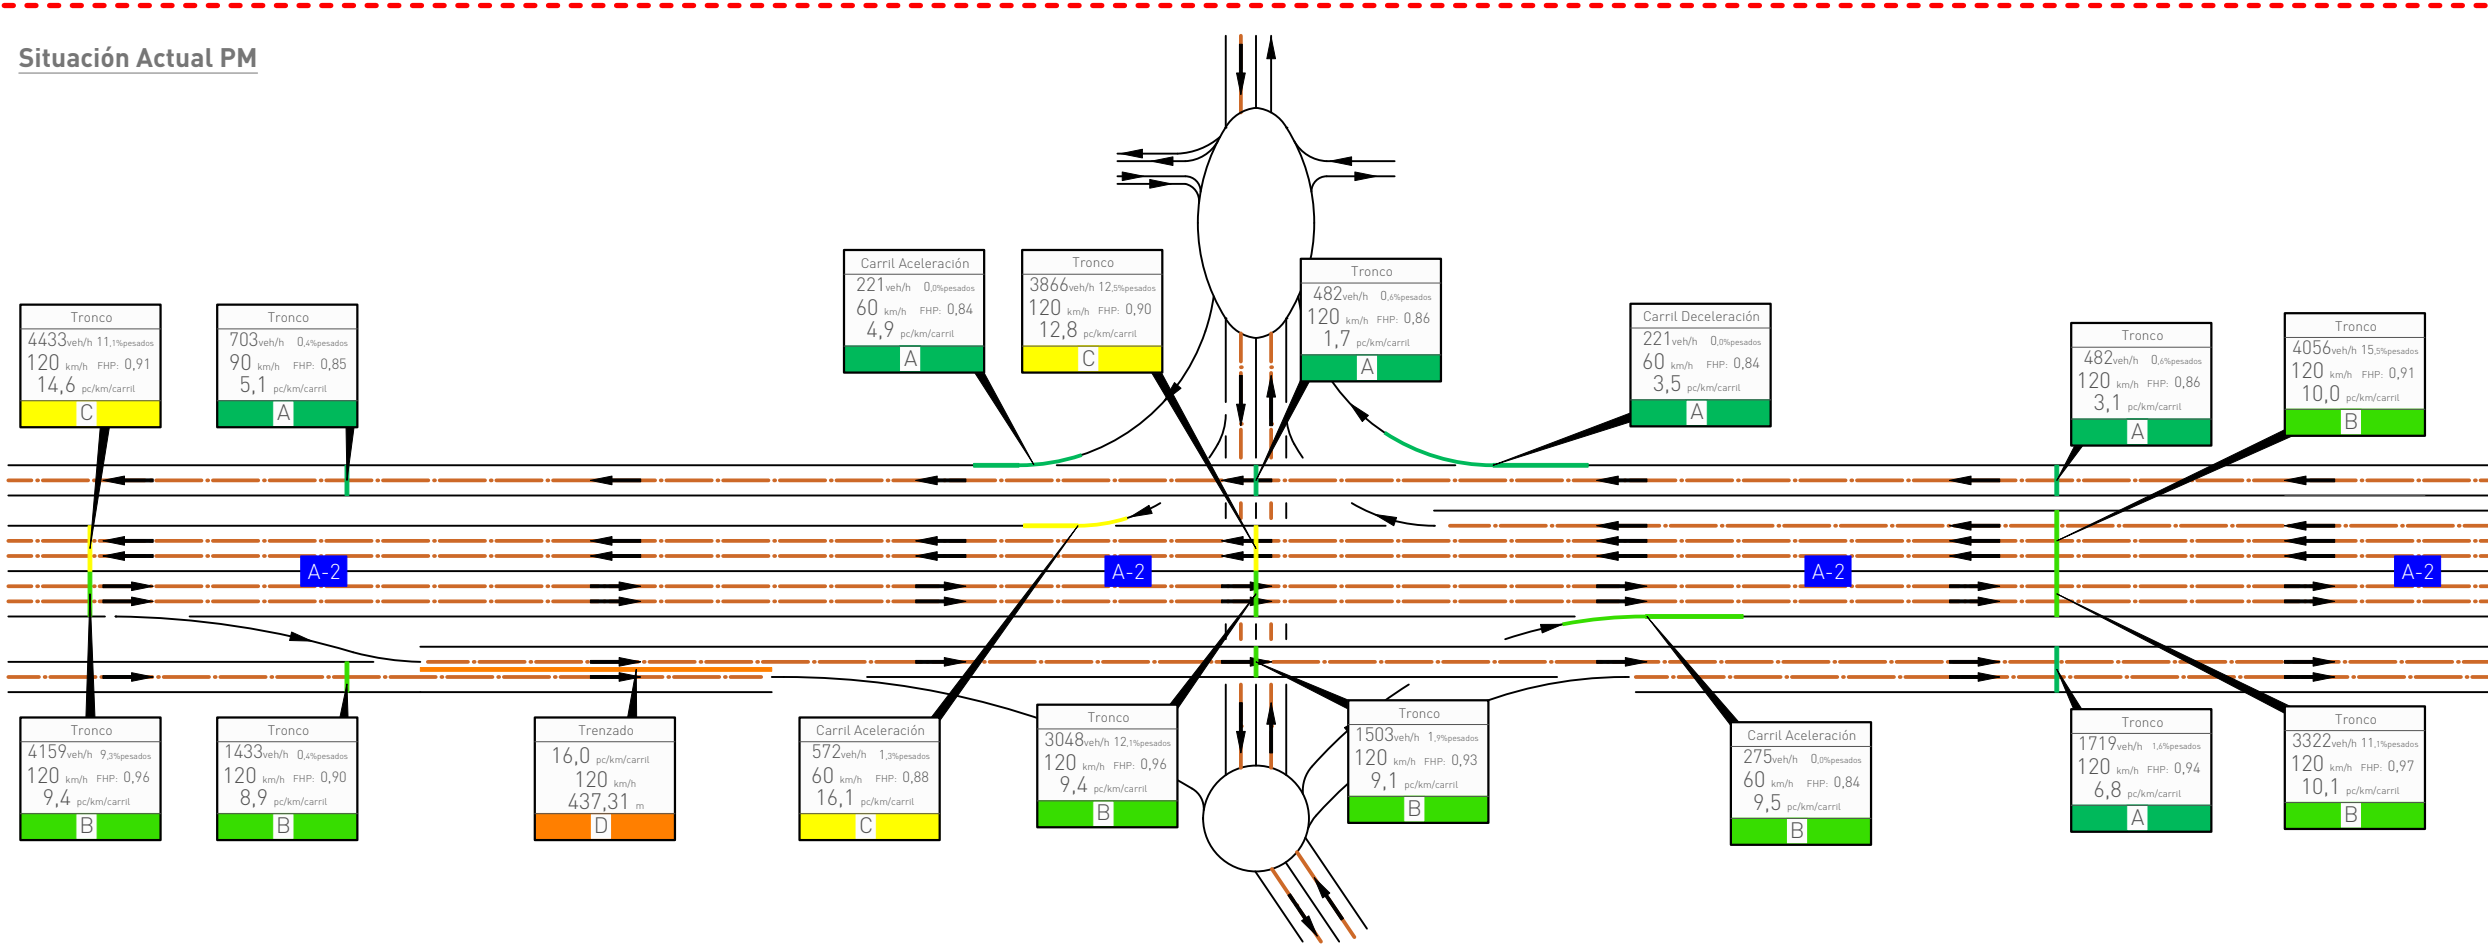 Situación Actual PM
Carril Aceleración
221veh/h 0,0%pesados
60 km/h FHP: 0,84
4,9 pc/km/carril
A
Tronco
3866veh/h 12,5%pesados
120 km/h FHP: 0,90
12,8 pc/km/carril
C
Tronco
482veh/h 0,6%pesados
120 km/h FHP: 0,86
1,7 pc/km/carril
A
Tronco
4433veh/h 11,1%pesados
120 km/h FHP: 0,91
14,6 pc/km/carril
C
Tronco
703veh/h 0,4%pesados
90 km/h FHP: 0,85
5,1 pc/km/carril
A
Carril Deceleración
221veh/h 0,0%pesados
60 km/h FHP: 0,84
3,5 pc/km/carril
A
Tronco
482veh/h 0,6%pesados
120 km/h FHP: 0,86
3,1 pc/km/carril
A
Tronco
4056veh/h 15,5%pesados
120 km/h FHP: 0,91
10,0 pc/km/carril
B
A-2
A-2
A-2
A-2
Tronco
4159veh/h 9,3%pesados
120 km/h FHP: 0,96
9,4 pc/km/carril
B
Tronco
1433veh/h 0,4%pesados
120 km/h FHP: 0,90
8,9 pc/km/carril
B
Trenzado
16,0 pc/km/carril
120 km/h
437,31 m
D
Carril Aceleración
572veh/h 1,3%pesados
60 km/h FHP: 0,88
16,1 pc/km/carril
C
Tronco
3048veh/h 12,1%pesados
120 km/h FHP: 0,96
9,4 pc/km/carril
B
Tronco
1503veh/h 1,9%pesados
120 km/h FHP: 0,93
9,1 pc/km/carril
B
Carril Aceleración
275veh/h 0,0%pesados
60 km/h FHP: 0,84
9,5 pc/km/carril
B
Tronco
1719veh/h 1,6%pesados
120 km/h FHP: 0,94
6,8 pc/km/carril
A
Tronco
3322veh/h 11,1%pesados
120 km/h FHP: 0,97
10,1 pc/km/carril
B